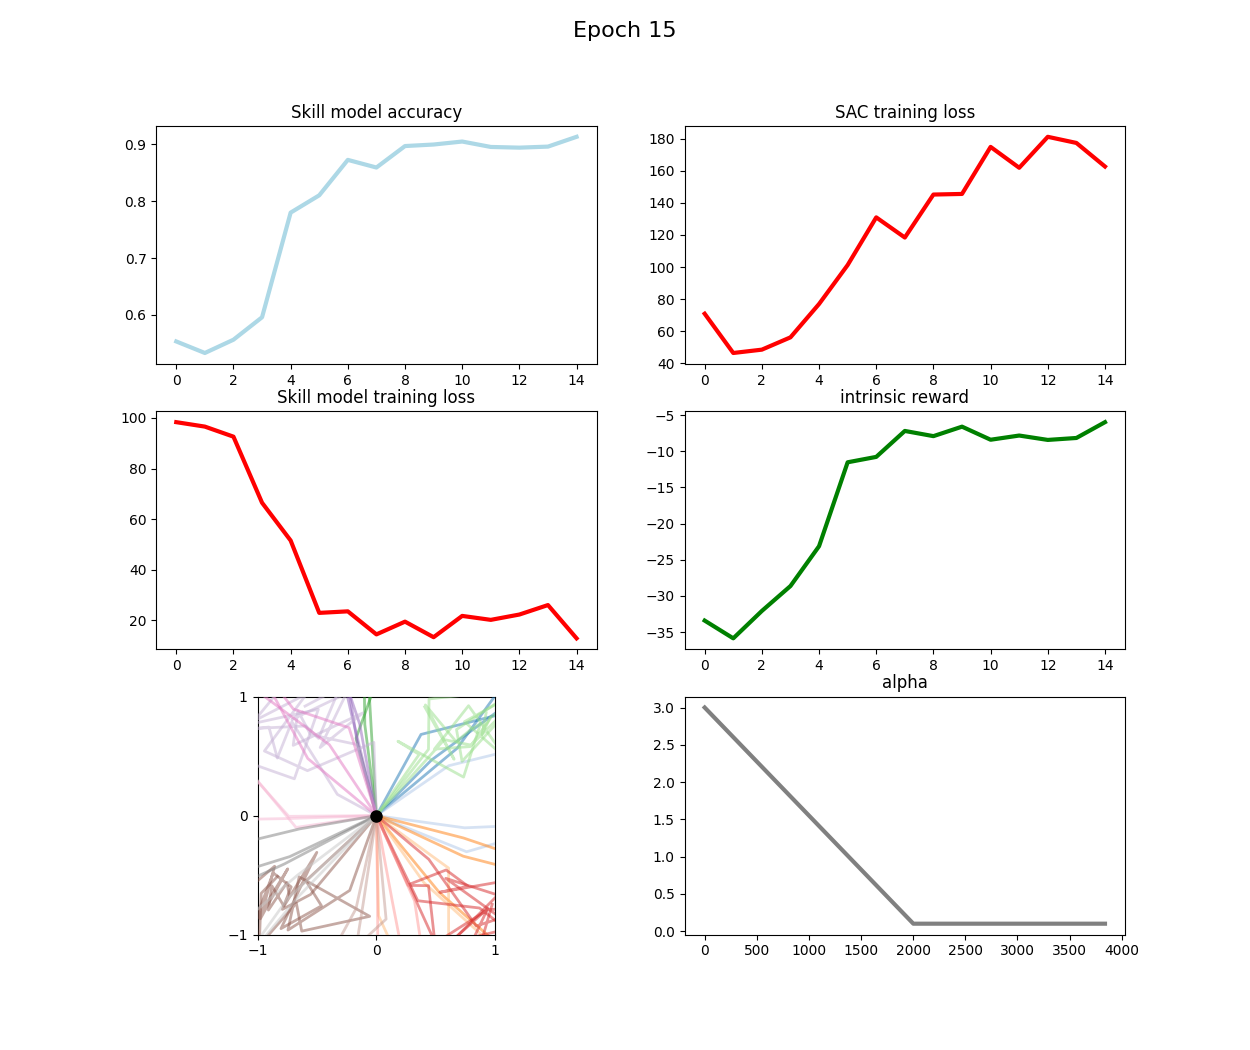 Epoch 15
Skill model accuracy
0.9
0.8
0.7
0.6
0 2 4 6 8 10 12 14
SAC training loss
180
160
140
120
100
80
60
40
0 2 4 6 8 10 12 14
Skill model training loss
100
80
60
40
20
0 2 4 6 8 10 12 14
intrinsic reward
−5
−10
−15
−20
−25
−30
−35
0 2 4 6 8 10 12 14
1
0
−1
−1 0 1
alpha
3.0
2.5
2.0
1.5
1.0
0.5
0.0
0 500 1000 1500 2000 2500 3000 3500 4000